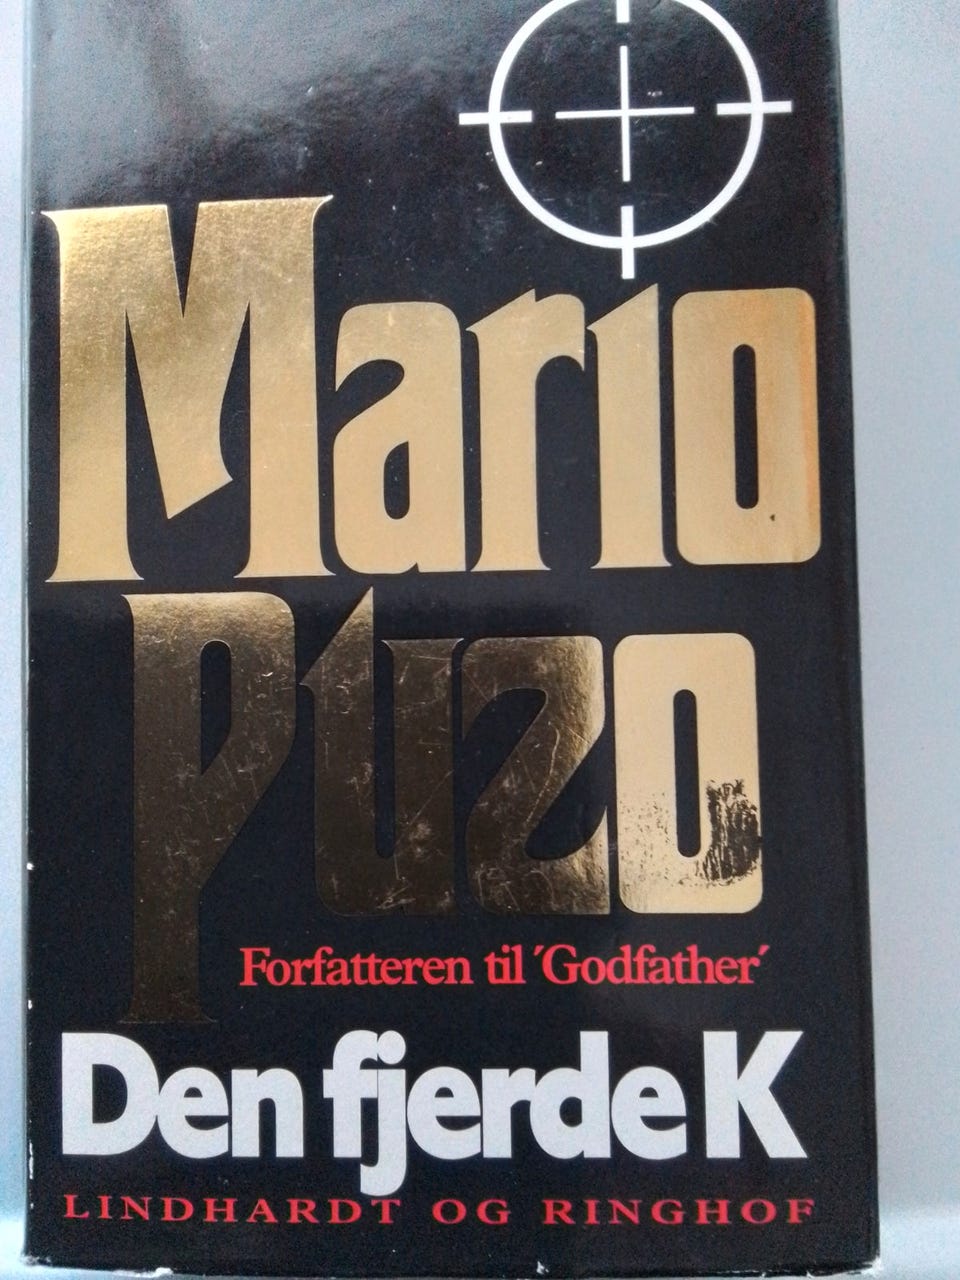 Mario
Puzo
Forfatteren til ´Godfather´
Den fjerde K
LINDHARDT OG RINGHOF